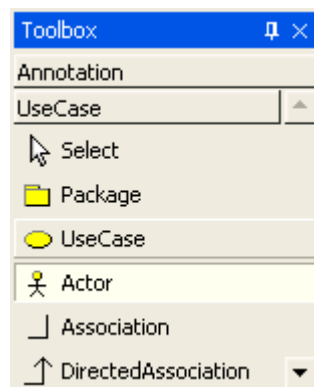 Toolbox
Annotation
UseCase
Select
Package
UseCase
Actor
Association
DirectedAssociation